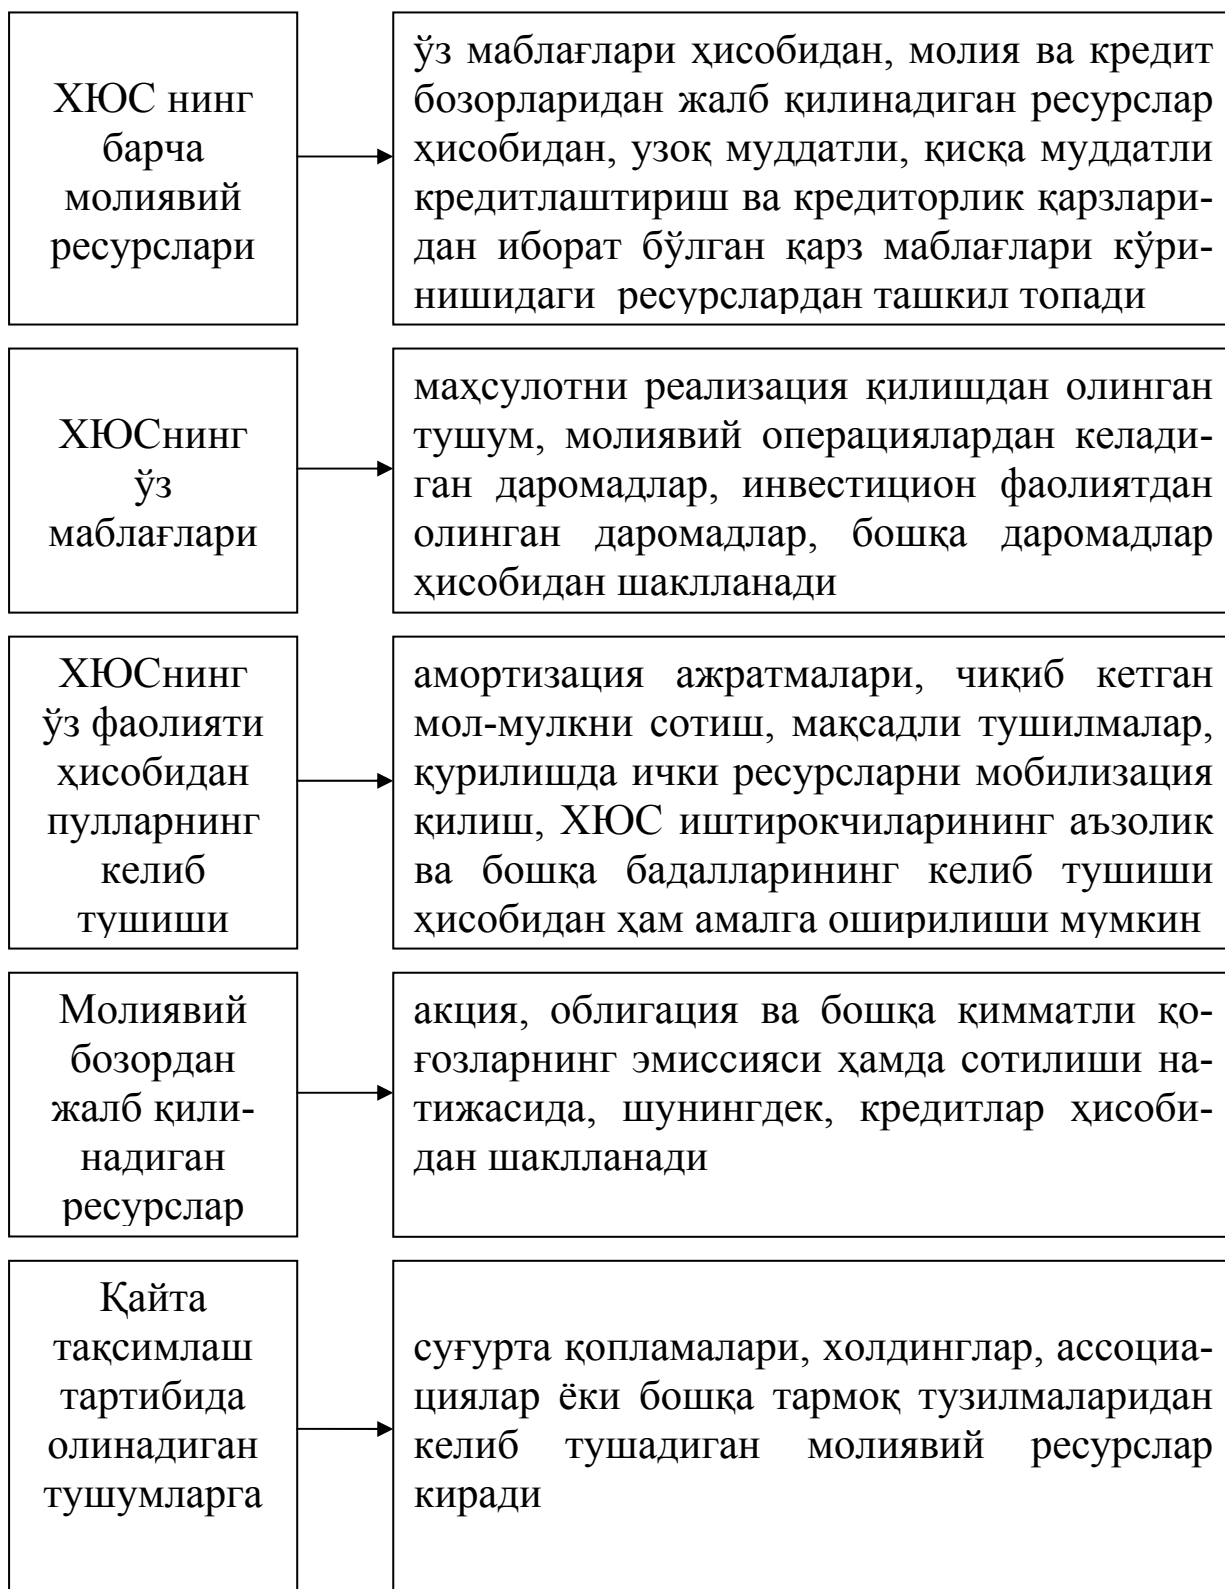 ХЮС нинг
барча
молиявий
ресурслари
ўз маблағлари ҳисобидан, молия ва кредит
бозорларидан жалб қилинадиган ресурслар
ҳисобидан, узоқ муддатли, қисқа муддатли
кредитлаштириш ва кредиторлик қарзлари-
дан иборат бўлган қарз маблағлари кўри-
нишидаги ресурслардан ташкил топади
ХЮСнинг
ўз
маблағлари
маҳсулотни реализация қилишдан олинган
тушум, молиявий операциялардан келади-
ган даромадлар, инвестицион фаолиятдан
олинган даромадлар, бошқа даромадлар
ҳисобидан шаклланади
ХЮСнинг
ўз фаолияти
ҳисобидан
пулларнинг
келиб
тушиши
амортизация ажратмалари, чиқиб кетган
мол-мулкни сотиш, мақсадли тушилмалар,
қурилишда ички ресурсларни мобилизация
қилиш, ХЮС иштирокчиларининг аъзолик
ва бошқа бадалларининг келиб тушиши
ҳисобидан ҳам амалга оширилиши мумкин
Молиявий
бозордан
жалб қили-
надиган
ресурслар
акция, облигация ва бошқа қимматли қо-
ғозларнинг эмиссияси ҳамда сотилиши на-
тижасида, шунингдек, кредитлар ҳисоби-
дан шаклланади
Қайта
тақсимлаш
тартибида
олинадиган
тушумларга
суғурта қопламалари, холдинглар, ассоциа-
циялар ёки бошқа тармоқ тузилмаларидан
келиб тушадиган молиявий ресурслар
киради